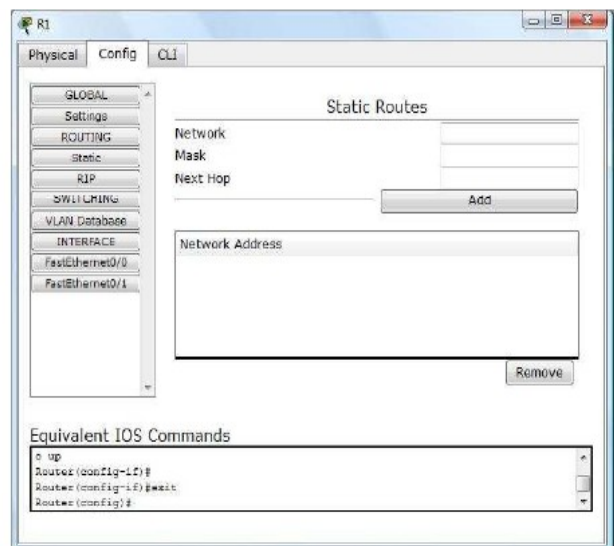 R1
Physical Config CLI
GLOBAL
Settings
ROUTING
Static
RIP
SWITCHING
VLAN Database
INTERFACE
FastEthernet0/0
FastEthernet0/1
Static Routes
Network
Mask
Next Hop
Add
Network Address
Remove
Equivalent IOS Commands
o up
Router(config-if)#
Router(config-if)#exit
Router(config)#